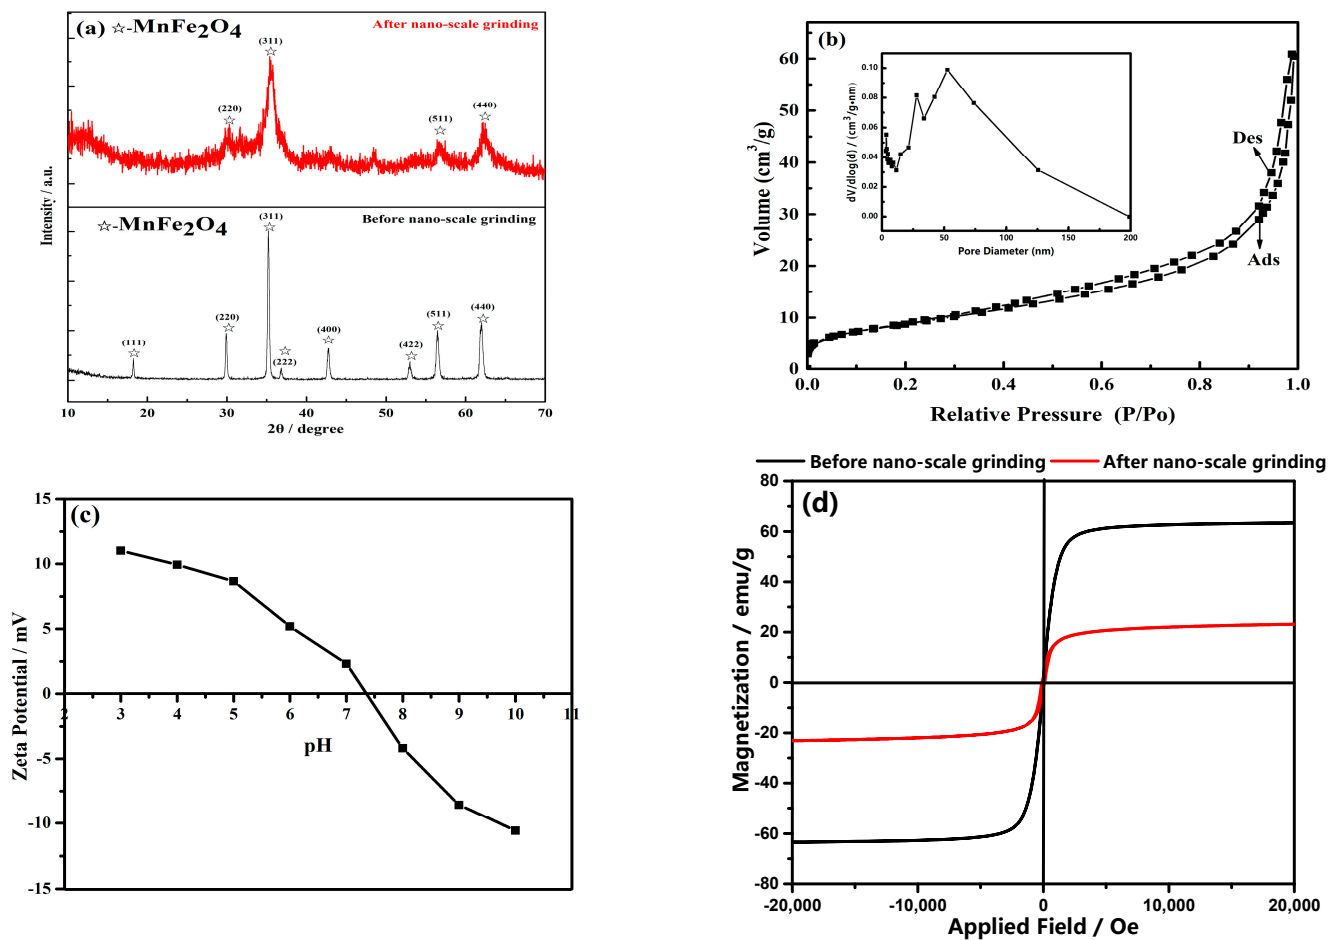 (a) ☆-MnFe2O4 After nano-scale grinding
(311)
(220)
(511)
(440)
☆-MnFe2O4 Before nano-scale grinding
(311)
(220)
(440)
(511)
(400)
(111)
(222)
(422)
Intensity / a.u.
10 20 30 40 50 60 70
2θ / degree
(b)
60
50
40
30
20
10
0
Volume (cm3/g)
0.10
0.08
0.06
0.04
0.02
0.00
dV/dlog(d) / (cm3/g•nm)
0 50 100 150 200
Pore Diameter (nm)
Des
Ads
0.0 0.2 0.4 0.6 0.8 1.0
Relative Pressure (P/Po)
(c)
15
10
5
0
-5
-10
-15
Zeta Potential / mV
2 3 4 5 6 7 8 9 10 11
pH
Before nano-scale grinding After nano-scale grinding
(d)
80
60
40
20
0
-20
-40
-60
-80
Magnetization / emu/g
-20,000 -10,000 0 10,000 20,000
Applied Field / Oe